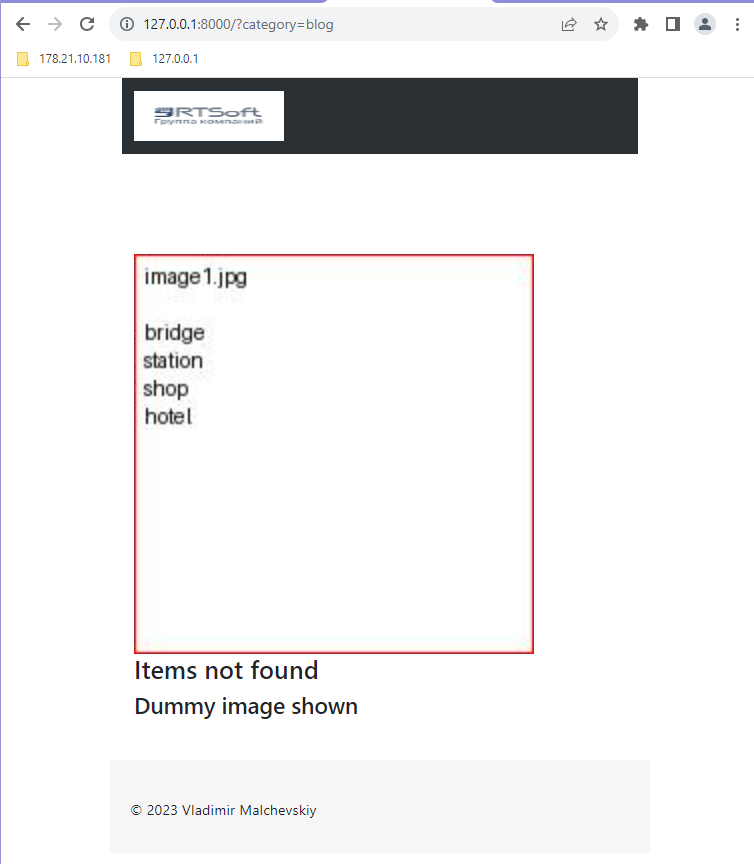 127.0.0.1:8000/?category=blog
178.21.10.181 127.0.0.1
RTSoft
Группа компаний
image1.jpg
bridge
station
shop
hotel
Items not found
Dummy image shown
© 2023 Vladimir Malchevskiy